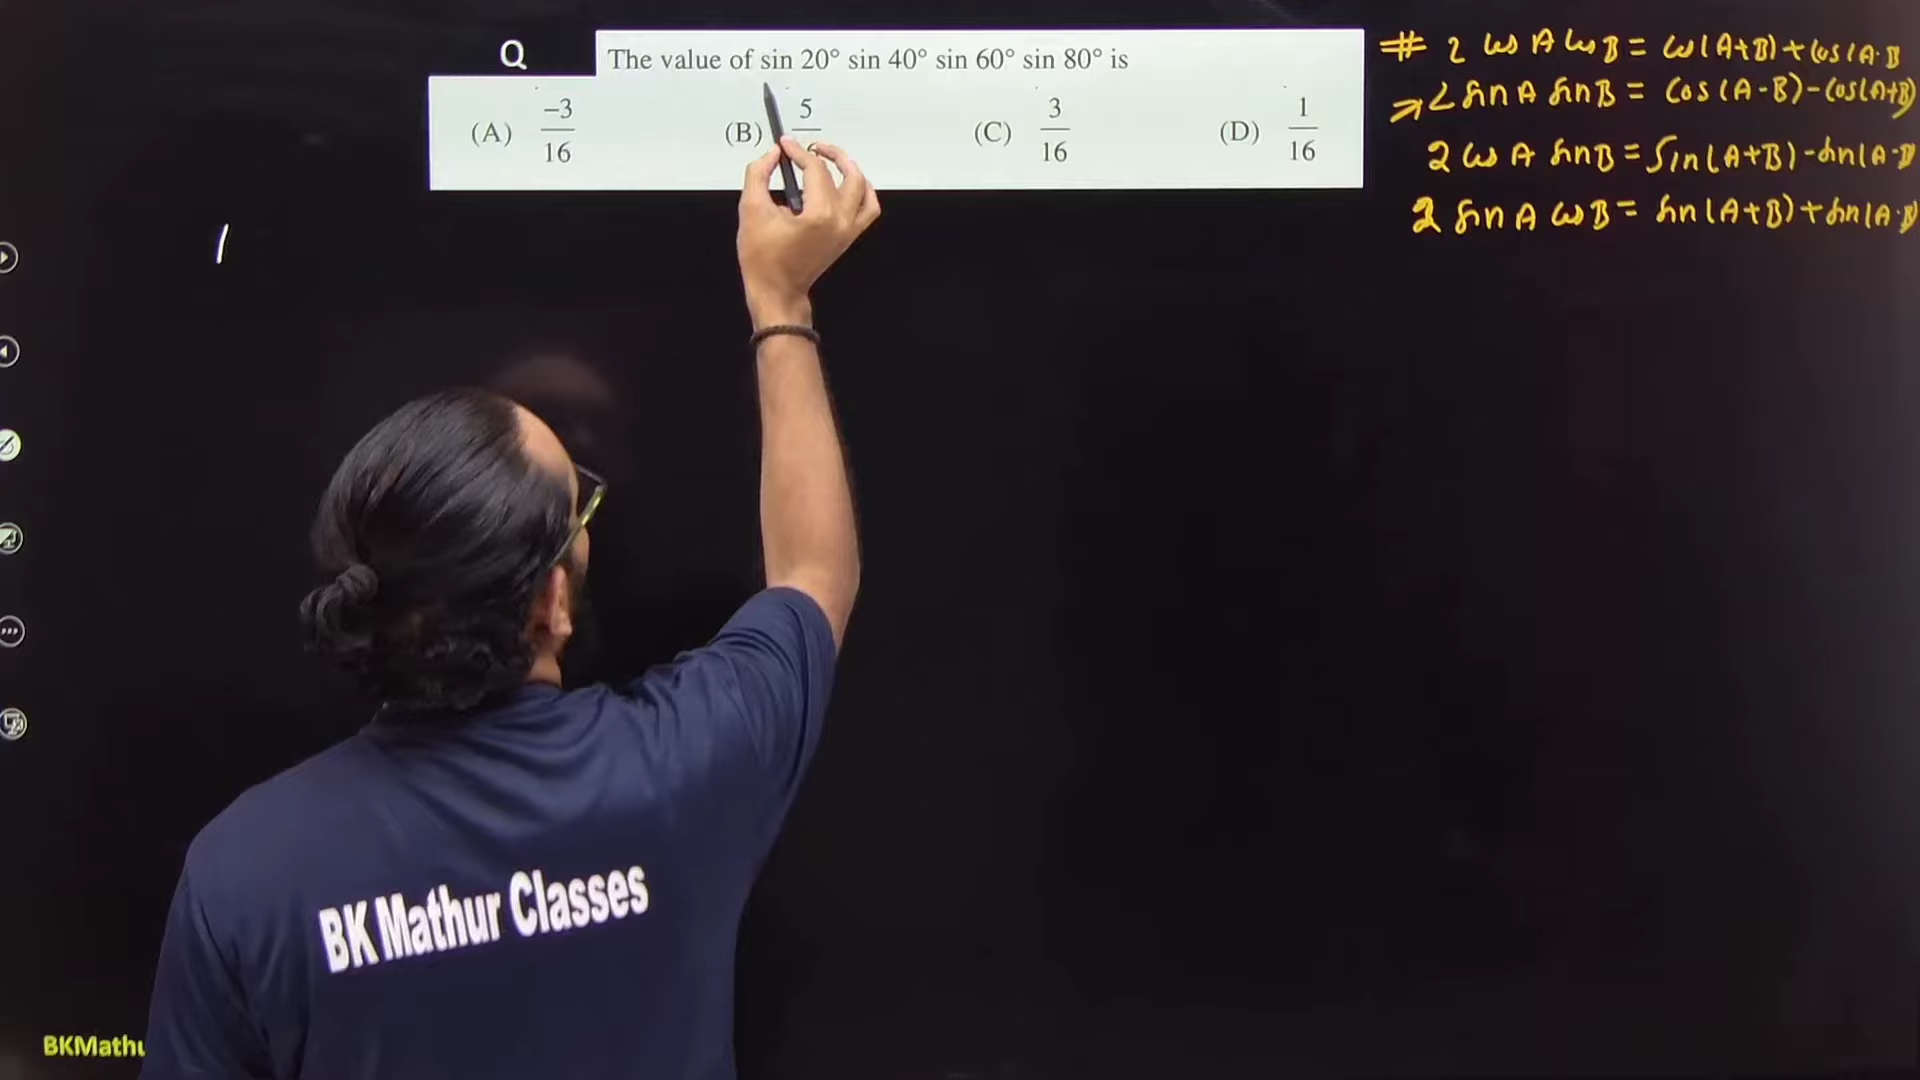 Q The value of sin 20° sin 40° sin 60° sin 80° is
(A) −3/16 (B) 5/ (C) 3/16 (D) 1/16
# 2 cos A cos B = cos(A+B) + cos(A-B
2 sin A sin B = cos(A-B) - cos(A+B)
2 cos A sin B = sin(A+B) - sin(A-B
2 sin A cos B = sin(A+B) + sin(A-B)
BK Mathur Classes
BKMathu